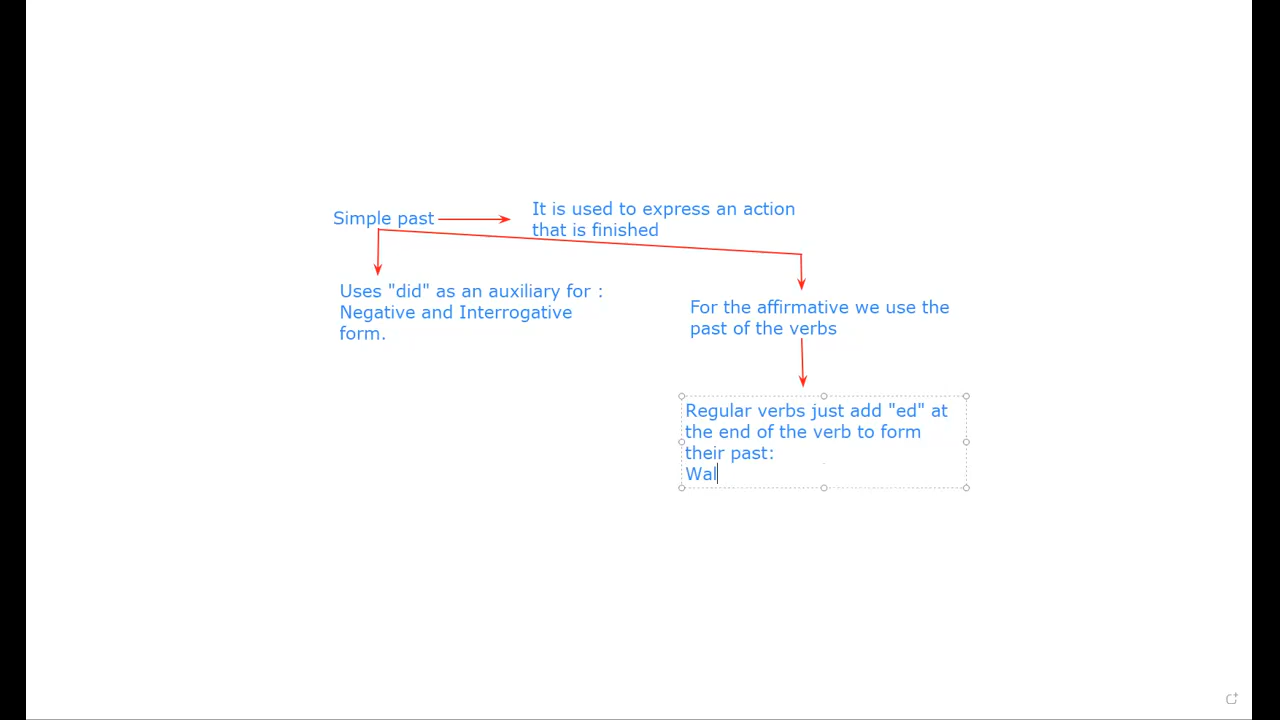 Simple past
It is used to express an action
that is finished
Uses "did" as an auxiliary for :
Negative and Interrogative
form.
For the affirmative we use the
past of the verbs
Regular verbs just add "ed" at
the end of the verb to form
their past:
Wal